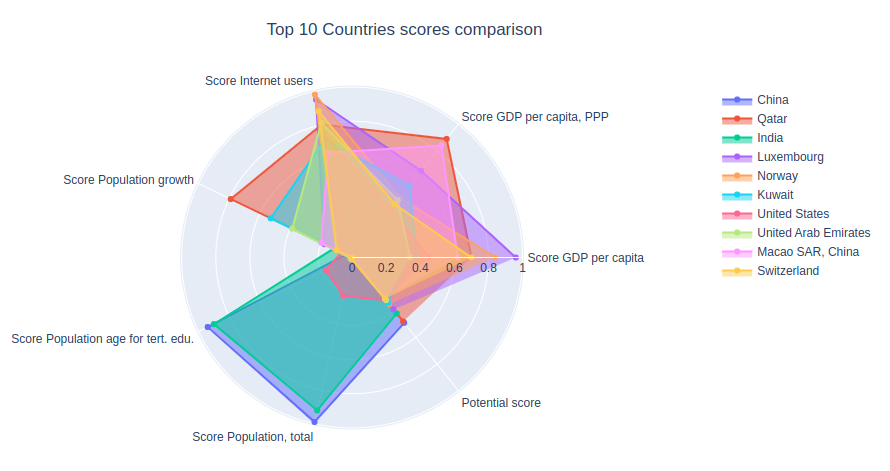 Top 10 Countries scores comparison
Score Internet users
Score GDP per capita, PPP
Score Population growth
Score GDP per capita
0 0.2 0.4 0.6 0.8 1
Score Population age for tert. edu.
Potential score
Score Population, total
China
Qatar
India
Luxembourg
Norway
Kuwait
United States
United Arab Emirates
Macao SAR, China
Switzerland